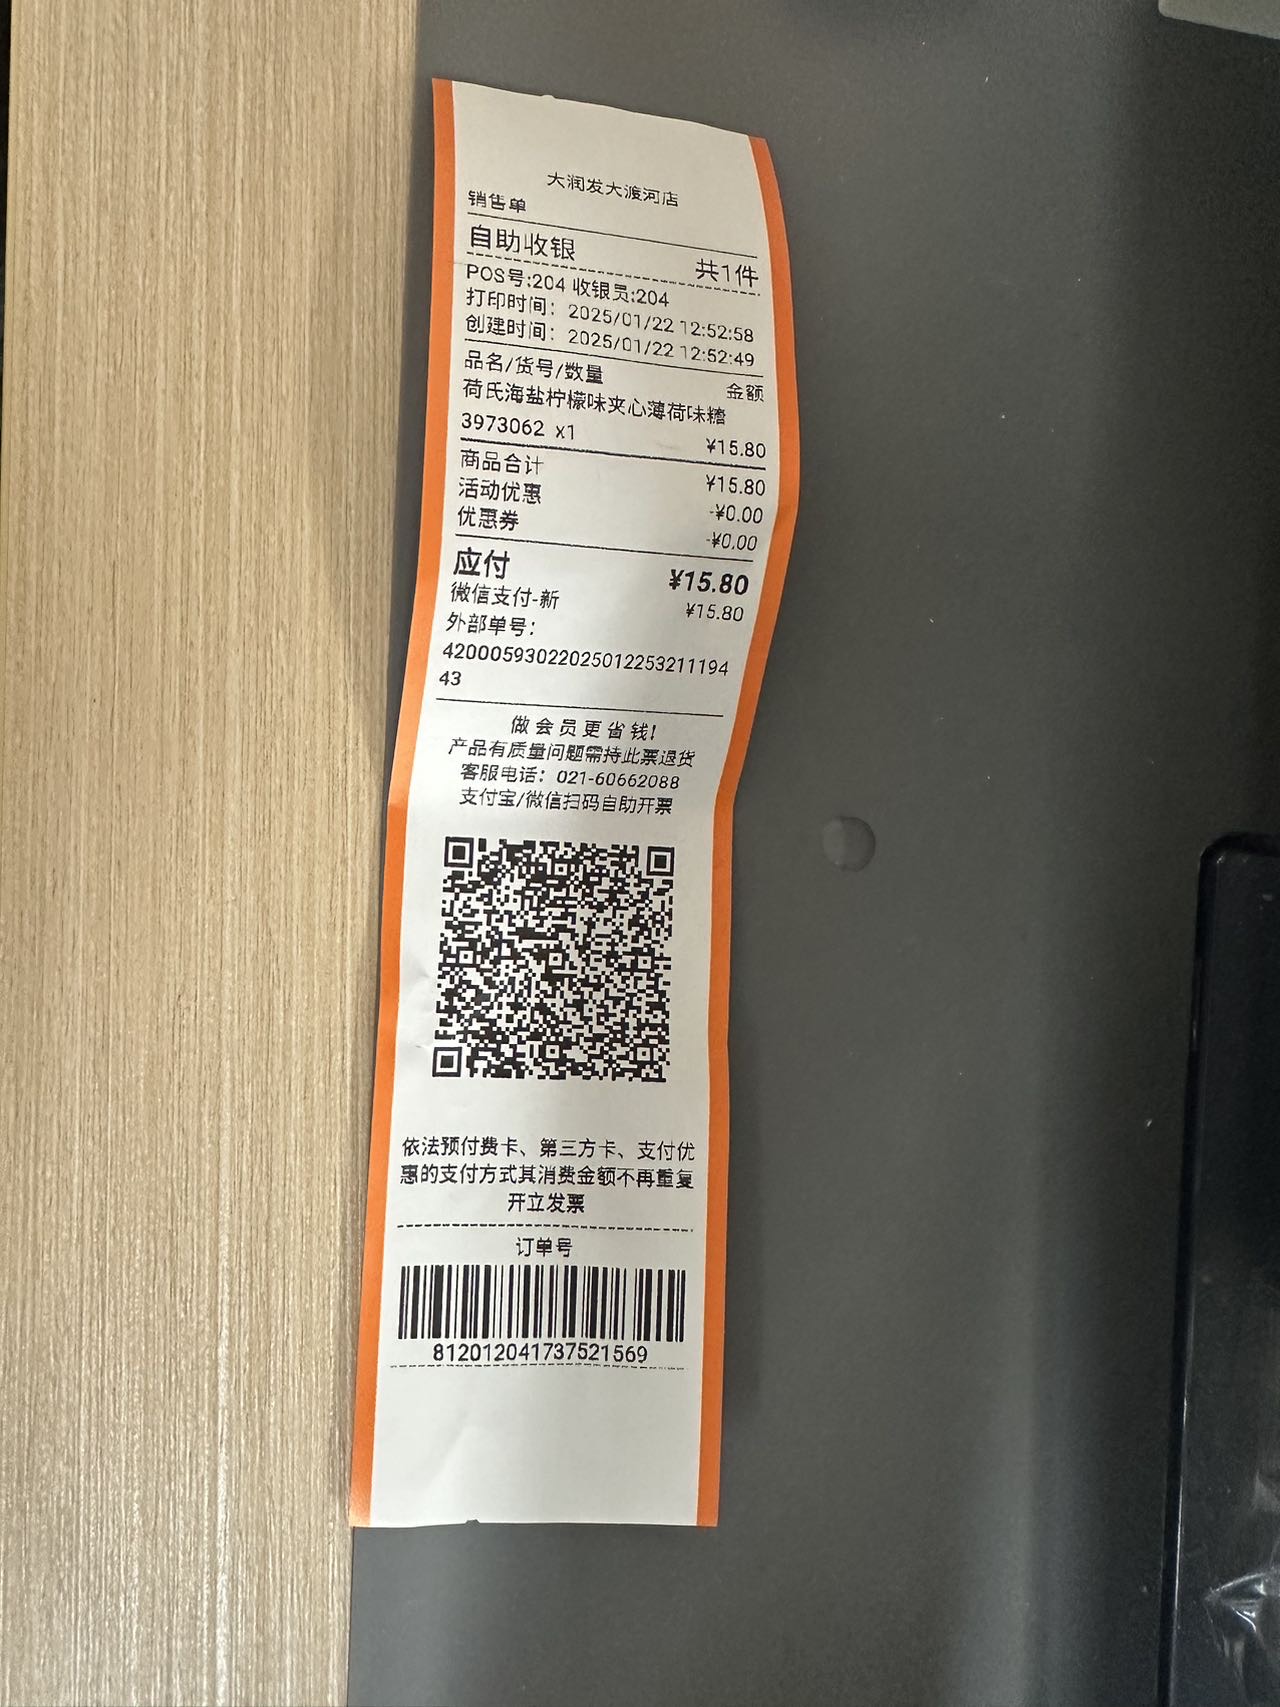 大润发大渡河店
销售单
自助收银 共1件
POS号:204 收银员:204
打印时间： 2025/01/22 12:52:58
创建时间： 2025/01/22 12:52:49
品名/货号/数量 金额
荷氏海盐柠檬味夹心薄荷味糖
3973062 x1 ¥15.80
商品合计 ¥15.80
活动优惠 -¥0.00
优惠券 -¥0.00
应付 ¥15.80
微信支付-新 ¥15.80
外部单号：
42000593022025012253211194
43
做会员更省钱!
产品有质量问题需持此票退货
客服电话：021-60662088
支付宝/微信扫码自助开票
依法预付费卡、第三方卡、支付优
惠的支付方式其消费金额不再重复
开立发票
订单号
812012041737521569